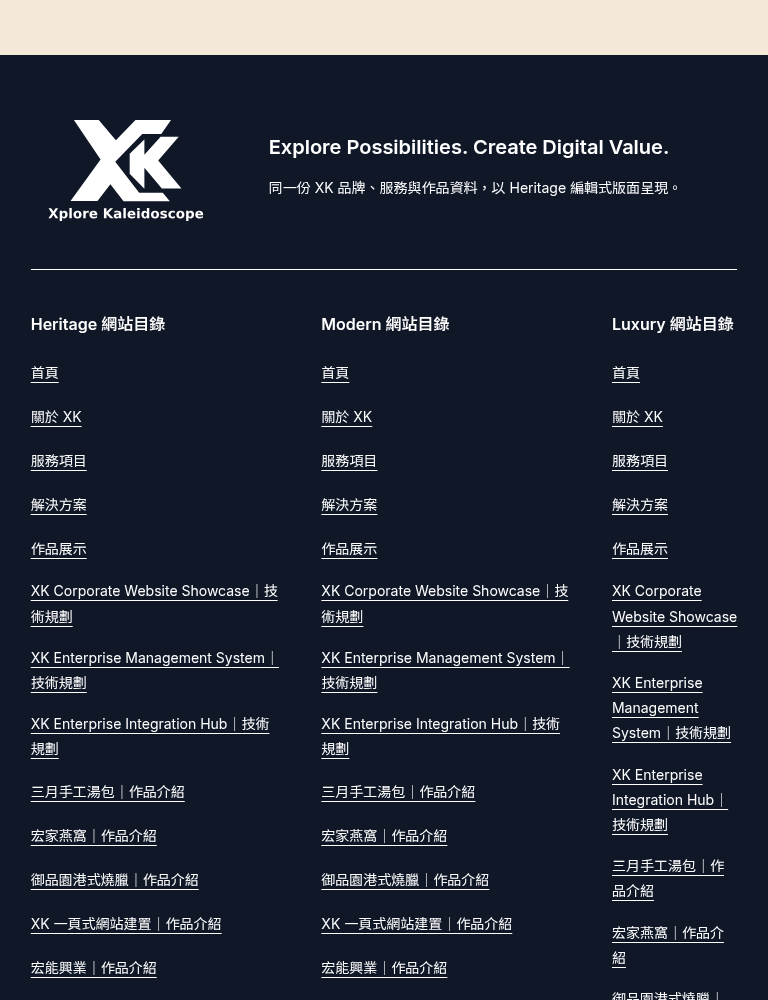 XK
Xplore Kaleidoscope
Explore Possibilities. Create Digital Value.
同一份 XK 品牌、服務與作品資料，以 Heritage 編輯式版面呈現。
Heritage 網站目錄
首頁
關於 XK
服務項目
解決方案
作品展示
XK Corporate Website Showcase｜技
術規劃
XK Enterprise Management System｜
技術規劃
XK Enterprise Integration Hub｜技術
規劃
三月手工湯包｜作品介紹
宏家燕窩｜作品介紹
御品園港式燒臘｜作品介紹
XK 一頁式網站建置｜作品介紹
宏能興業｜作品介紹
Modern 網站目錄
首頁
關於 XK
服務項目
解決方案
作品展示
XK Corporate Website Showcase｜技
術規劃
XK Enterprise Management System｜
技術規劃
XK Enterprise Integration Hub｜技術
規劃
三月手工湯包｜作品介紹
宏家燕窩｜作品介紹
御品園港式燒臘｜作品介紹
XK 一頁式網站建置｜作品介紹
宏能興業｜作品介紹
Luxury 網站目錄
首頁
關於 XK
服務項目
解決方案
作品展示
XK Corporate
Website Showcase
｜技術規劃
XK Enterprise
Management
System｜技術規劃
XK Enterprise
Integration Hub｜
技術規劃
三月手工湯包｜作
品介紹
宏家燕窩｜作品介
紹
御品園港式燒臘｜